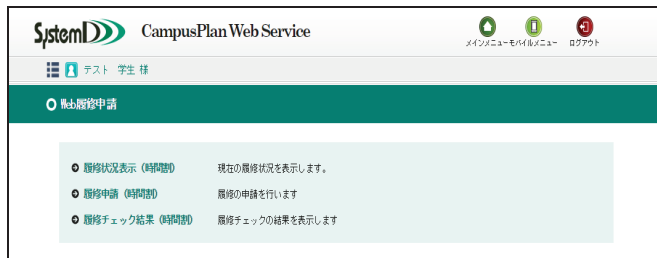 SystemD CampusPlan Web Service
メインメニュー モバイルメニュー ログアウト
テスト 学生 様
Web履修申請
履修状況表示（時間割） 現在の履修状況を表示します。
履修申請（時間割） 履修の申請を行います
履修チェック結果（時間割） 履修チェックの結果を表示します